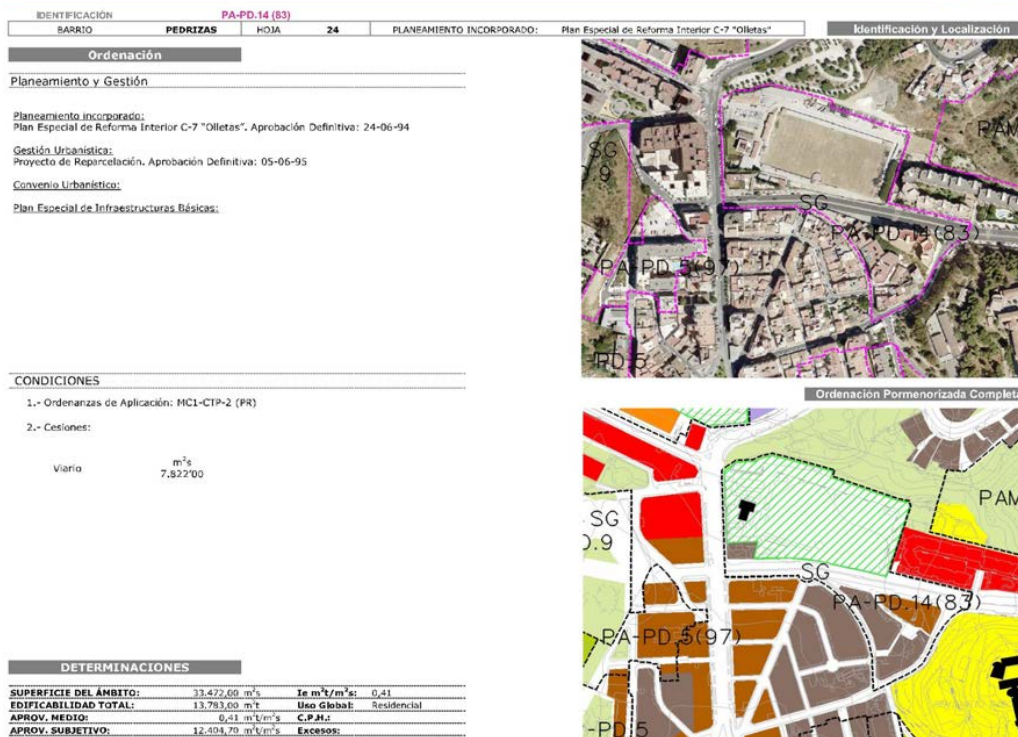 IDENTIFICACIÓN PA-PD.14 (83)
BARRIO PEDRIZAS HOJA 24 PLANEAMIENTO INCORPORADO: Plan Especial de Reforma Interior C-7 "Olletas"
Identificación y Localización
Ordenación
Planeamiento y Gestión
Planeamiento incorporado:
Plan Especial de Reforma Interior C-7 "Olletas". Aprobación Definitiva: 24-06-94
Gestión Urbanística:
Proyecto de Reparcelación. Aprobación Definitiva: 05-06-95
Convenio Urbanístico:
Plan Especial de Infraestructuras Básicas:
PAM
SG
9
SG
PA-PD.14(83)
PA-PD.5(97)
-PD.5
CONDICIONES
1.- Ordenanzas de Aplicación: MC1-CTP-2 (PR)
2.- Cesiones:
m²s
Viario 7.822'00
Ordenación Pormenorizada Completa
PAM
SG
.9
SG
PA-PD.14(83)
PA-PD.5(97)
-PD.5
DETERMINACIONES
SUPERFICIE DEL ÁMBITO: 33.472,00 m²s Ie m²t/m²s: 0,41
EDIFICABILIDAD TOTAL: 13.783,00 m²t Uso Global: Residencial
APROV. MEDIO: 0,41 m²t/m²s C.P.H.:
APROV. SUBJETIVO: 12.404,70 m²t/m²s Excesos: